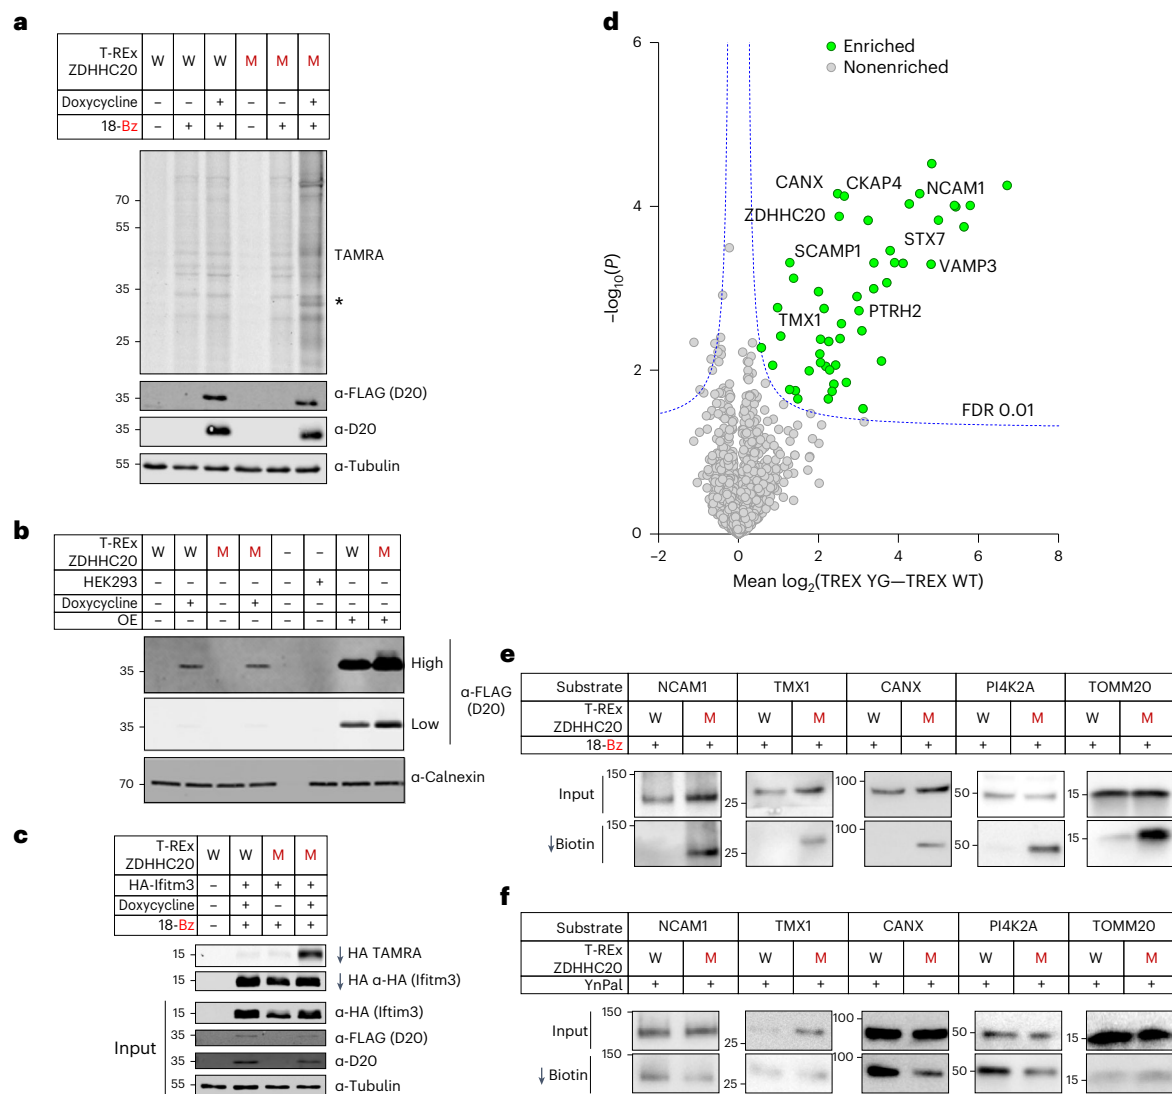 a
T-REx
ZDHHC20
W W W M M M
Doxycycline – – + – – +
18-Bz – + + – + +
70
55
TAMRA
35
*
25
35 α-FLAG (D20)
35 α-D20
55 α-Tubulin
b
T-REx
ZDHHC20
W W M M – – W M
HEK293 – – – – – + – –
Doxycycline – + – + – – – –
OE – – – – – – + +
35 High
α-FLAG
(D20)
35 Low
70 α-Calnexin
c
T-REx
ZDHHC20
W W M M
HA-Ifitm3 – + + +
Doxycycline – + – +
18-Bz – + + +
15 ↓ HA TAMRA
15 ↓ HA α-HA (Ifitm3)
Input
15 α-HA (Iftim3)
35 α-FLAG (D20)
35 α-D20
55 α-Tubulin
d
6
Enriched
Nonenriched
CANX CKAP4 NCAM1
4
ZDHHC20
STX7
SCAMP1
VAMP3
–log10(P)
PTRH2
TMX1
2
FDR 0.01
0
–2 0 2 4 6 8
Mean log2(TREX YG—TREX WT)
e
Substrate NCAM1 TMX1 CANX PI4K2A TOMM20
T-REx
ZDHHC20
W M W M W M W M W M
18-Bz + + + + + + + + + +
Input 150 25 100 50 15
↓Biotin 150 25 100 50 15
f
Substrate NCAM1 TMX1 CANX PI4K2A TOMM20
T-REx
ZDHHC20
W M W M W M W M W M
YnPal + + + + + + + + + +
Input 150 25 100 50 15
↓ Biotin 150 25 100 50 15